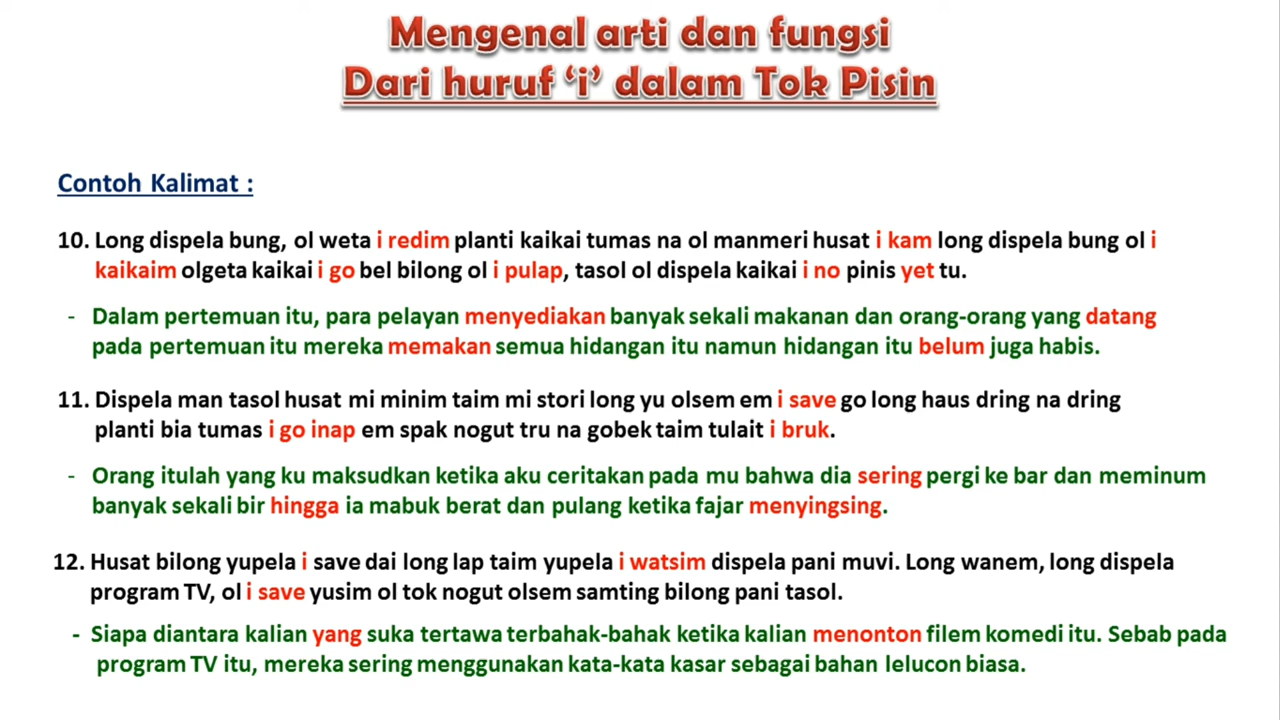 Mengenal arti dan fungsi
Dari huruf ‘i’ dalam Tok Pisin
Contoh Kalimat :
10. Long dispela bung, ol weta i redim planti kaikai tumas na ol manmeri husat i kam long dispela bung ol i
kaikaim olgeta kaikai i go bel bilong ol i pulap, tasol ol dispela kaikai i no pinis yet tu.
- Dalam pertemuan itu, para pelayan menyediakan banyak sekali makanan dan orang-orang yang datang
pada pertemuan itu mereka memakan semua hidangan itu namun hidangan itu belum juga habis.
11. Dispela man tasol husat mi minim taim mi stori long yu olsem em i save go long haus dring na dring
planti bia tumas i go inap em spak nogut tru na gobek taim tulait i bruk.
- Orang itulah yang ku maksudkan ketika aku ceritakan pada mu bahwa dia sering pergi ke bar dan meminum
banyak sekali bir hingga ia mabuk berat dan pulang ketika fajar menyingsing.
12. Husat bilong yupela i save dai long lap taim yupela i watsim dispela pani muvi. Long wanem, long dispela
program TV, ol i save yusim ol tok nogut olsem samting bilong pani tasol.
- Siapa diantara kalian yang suka tertawa terbahak-bahak ketika kalian menonton filem komedi itu. Sebab pada
program TV itu, mereka sering menggunakan kata-kata kasar sebagai bahan lelucon biasa.